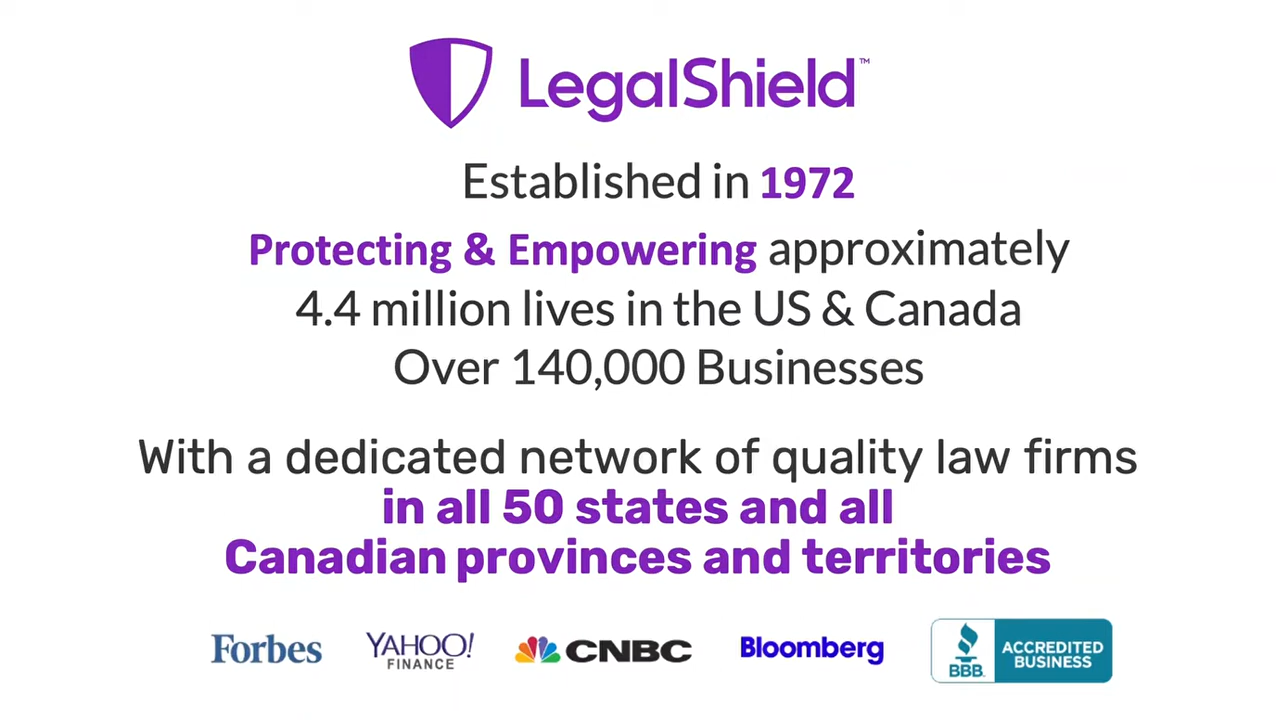 LegalShield™
Established in 1972
Protecting & Empowering approximately
4.4 million lives in the US & Canada
Over 140,000 Businesses
With a dedicated network of quality law firms
in all 50 states and all
Canadian provinces and territories
Forbes
YAHOO!
FINANCE
CNBC
Bloomberg
BBB.
ACCREDITED
BUSINESS